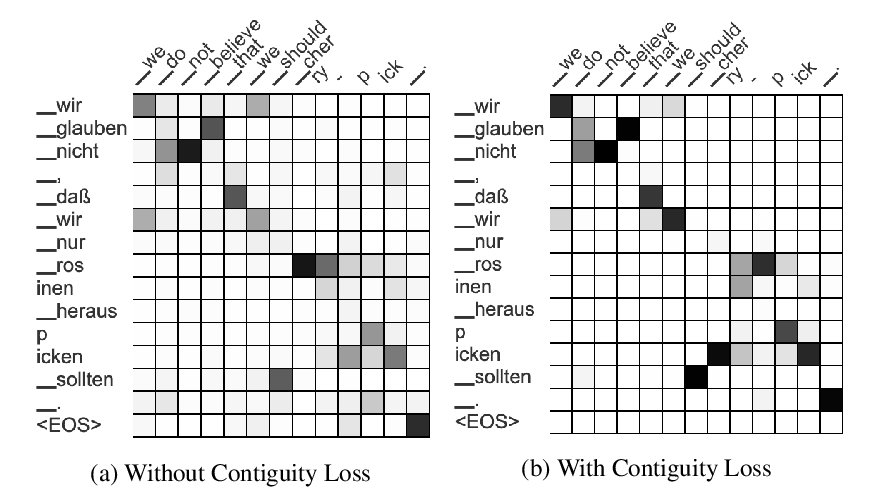 __we __do __not __believe __that __we __should __cher ry - p ick __.
__wir
__glauben
__nicht
__,
__daß
__wir
__nur
__ros
inen
__heraus
p
icken
__sollten
__.
<EOS>
(a) Without Contiguity Loss
__we __do __not __believe __that __we __should __cher ry - p ick __.
__wir
__glauben
__nicht
__,
__daß
__wir
__nur
__ros
inen
__heraus
p
icken
__sollten
__.
<EOS>
(b) With Contiguity Loss